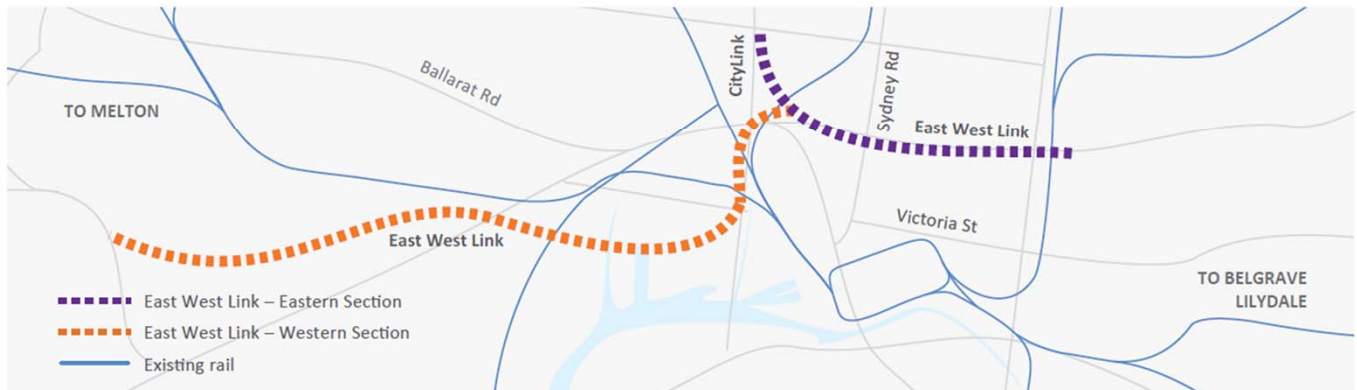 CityLink
Sydney Rd
Ballarat Rd
TO MELTON
East West Link
Victoria St
East West Link
TO BELGRAVE
LILYDALE
East West Link – Eastern Section
East West Link – Western Section
Existing rail